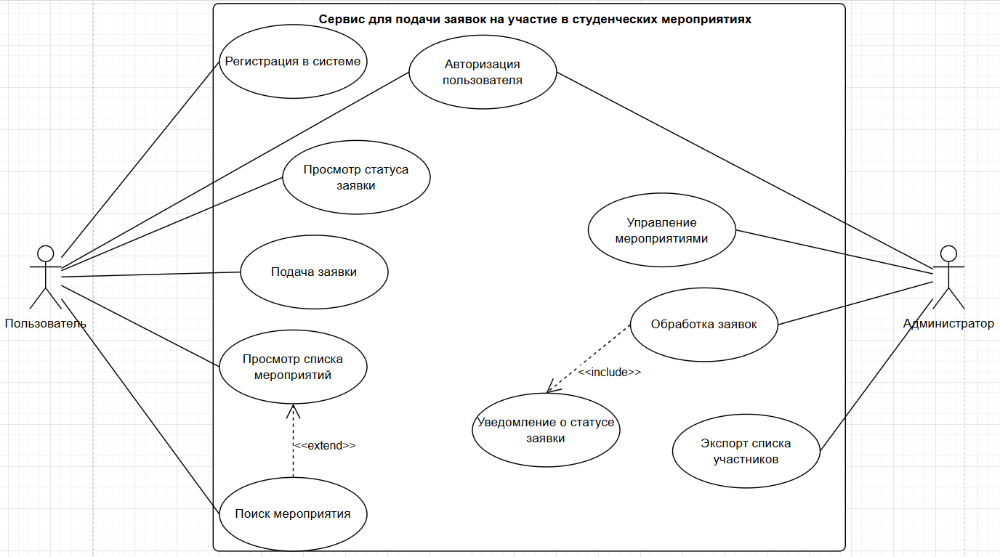 Сервис для подачи заявок на участие в студенческих мероприятиях
Регистрация в системе
Авторизация
пользователя
Просмотр статуса
заявки
Управление
мероприятиями
Подача заявки
Пользователь
Администратор
Обработка заявок
Просмотр списка
мероприятий
<<include>>
Уведомление о статусе
заявки
<<extend>>
Экспорт списка
участников
Поиск мероприятия